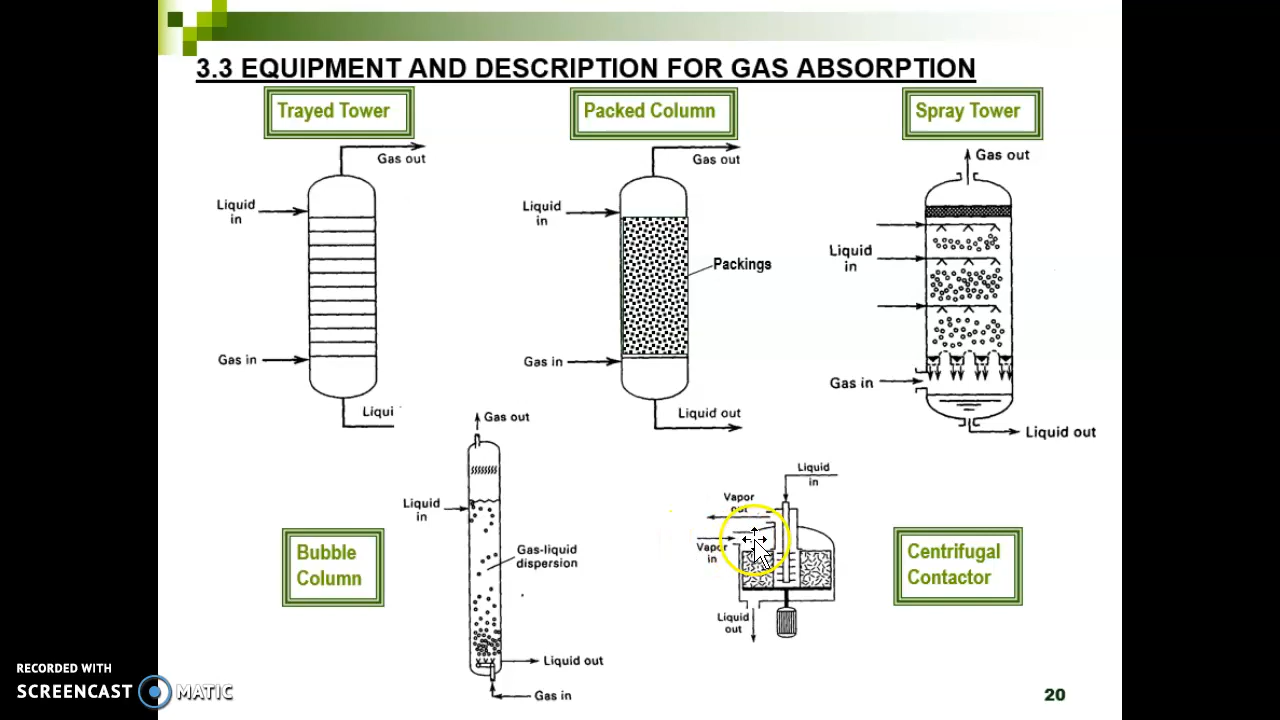 3.3 EQUIPMENT AND DESCRIPTION FOR GAS ABSORPTION
Trayed Tower
Packed Column
Spray Tower
Gas out
Liquid
in
Gas in
Liqui
Gas out
Liquid
in
Packings
Gas in
Liquid out
Gas out
Liquid
in
Gas in
Liquid out
Bubble
Column
Gas out
Liquid
in
Gas-liquid
dispersion
Liquid out
Gas in
Liquid
in
Vapor
out
Vapor
in
Liquid
out
Centrifugal
Contactor
RECORDED WITH
SCREENCAST MATIC
20